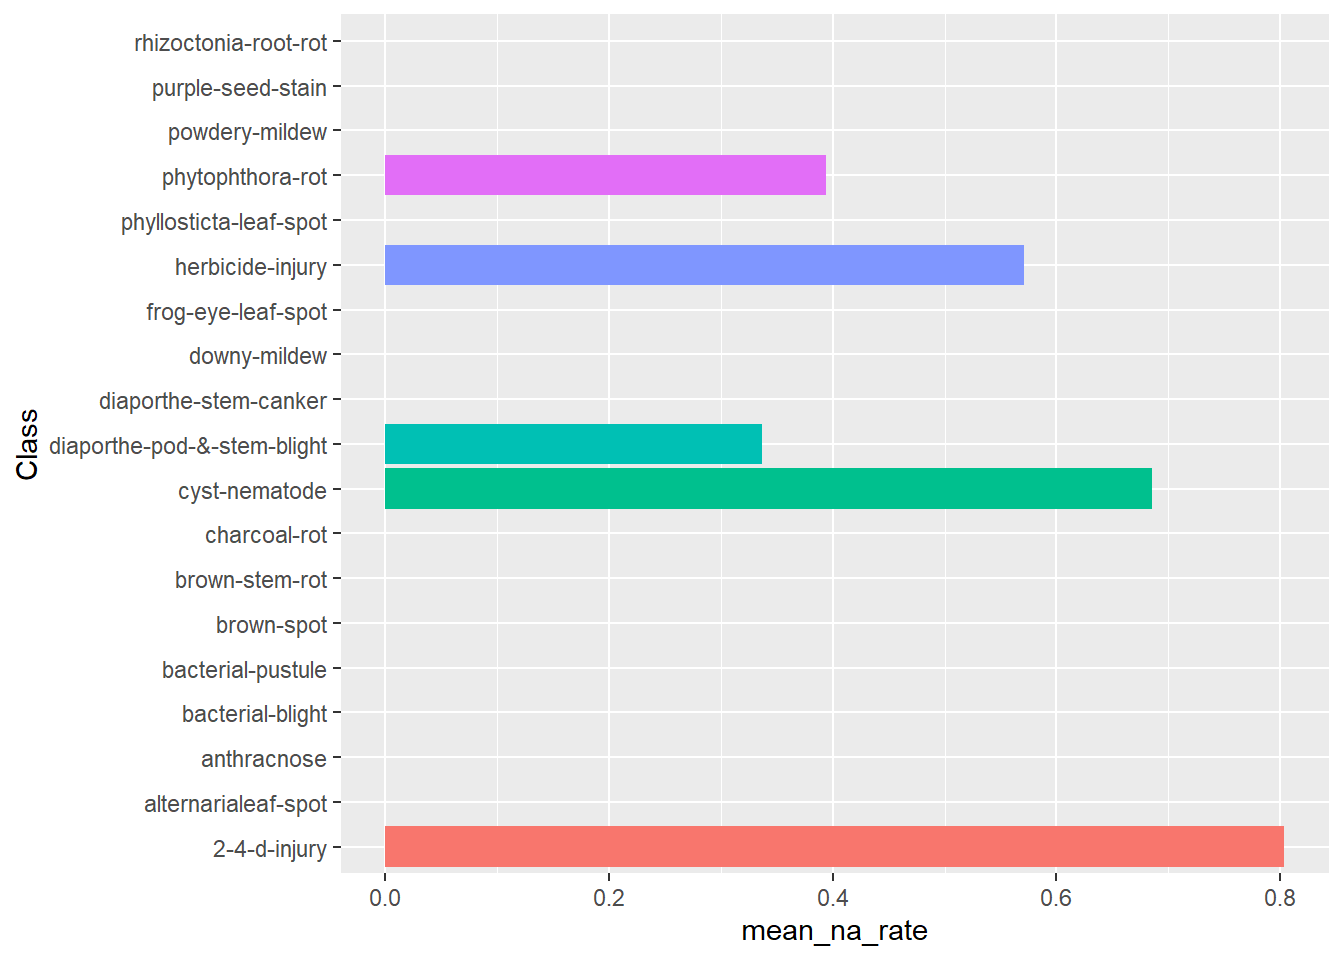 rhizoctonia-root-rot
purple-seed-stain
powdery-mildew
phytophthora-rot
phyllosticta-leaf-spot
herbicide-injury
frog-eye-leaf-spot
downy-mildew
diaporthe-stem-canker
diaporthe-pod-&-stem-blight
cyst-nematode
charcoal-rot
brown-stem-rot
brown-spot
bacterial-pustule
bacterial-blight
anthracnose
alternarialeaf-spot
2-4-d-injury
Class
0.0 0.2 0.4 0.6 0.8
mean_na_rate